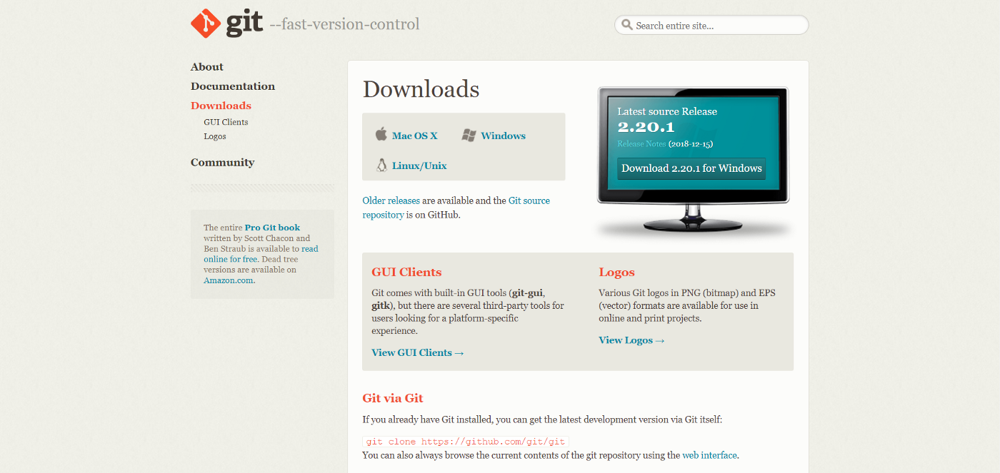 git --fast-version-control
Search entire site...
About
Documentation
Downloads
GUI Clients
Logos
Community
The entire Pro Git book
written by Scott Chacon and
Ben Straub is available to read
online for free. Dead tree
versions are available on
Amazon.com.
Downloads
Mac OS X
Windows
Linux/Unix
Older releases are available and the Git source
repository is on GitHub.
Latest source Release
2.20.1
Release Notes (2018-12-15)
Download 2.20.1 for Windows
GUI Clients
Git comes with built-in GUI tools (git-gui,
gitk), but there are several third-party tools for
users looking for a platform-specific
experience.
View GUI Clients →
Logos
Various Git logos in PNG (bitmap) and EPS
(vector) formats are available for use in
online and print projects.
View Logos →
Git via Git
If you already have Git installed, you can get the latest development version via Git itself:
git clone https://github.com/git/git
You can also always browse the current contents of the git repository using the web interface.